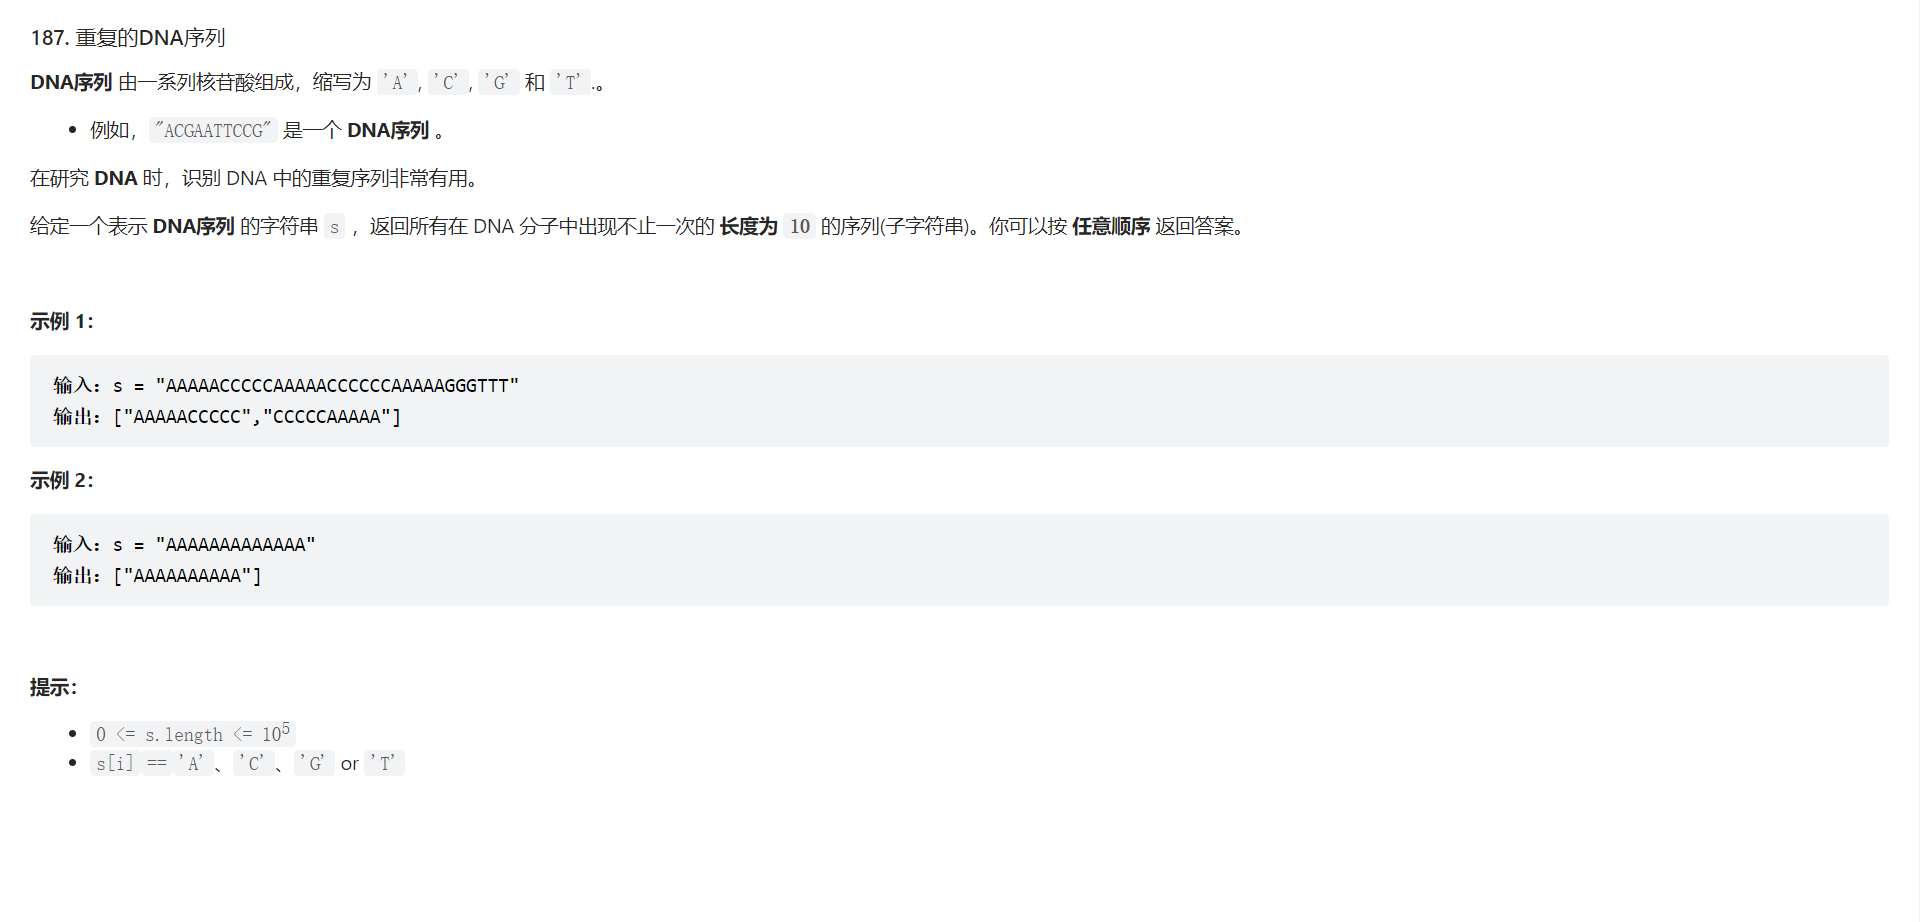 187. 重复的DNA序列
DNA序列 由一系列核苷酸组成，缩写为 'A', 'C', 'G' 和 'T'.。
• 例如，"ACGAATTCCG" 是一个 DNA序列 。
在研究 DNA 时，识别 DNA 中的重复序列非常有用。
给定一个表示 DNA序列 的字符串 s ，返回所有在 DNA 分子中出现不止一次的 长度为 10 的序列(子字符串)。你可以按 任意顺序 返回答案。
示例 1：
输入：s = "AAAAACCCCCAAAAACCCCCCAAAAAGGGTTT"
输出：["AAAAACCCCC","CCCCCAAAAA"]
示例 2：
输入：s = "AAAAAAAAAAAAA"
输出：["AAAAAAAAAA"]
提示：
• 0 <= s.length <= 10⁵
• s[i] == 'A'、'C'、'G' or 'T'